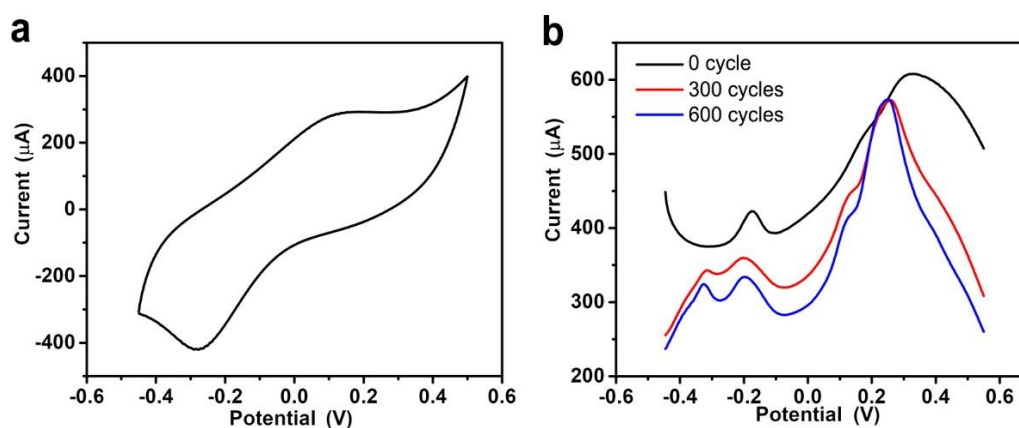 a
400
200
0
-200
-400
-0.6 -0.4 -0.2 0.0 0.2 0.4 0.6
Current (μA)
Potential (V)
b
0 cycle
300 cycles
600 cycles
600
500
400
300
200
-0.6 -0.4 -0.2 0.0 0.2 0.4 0.6
Current (μA)
Potential (V)